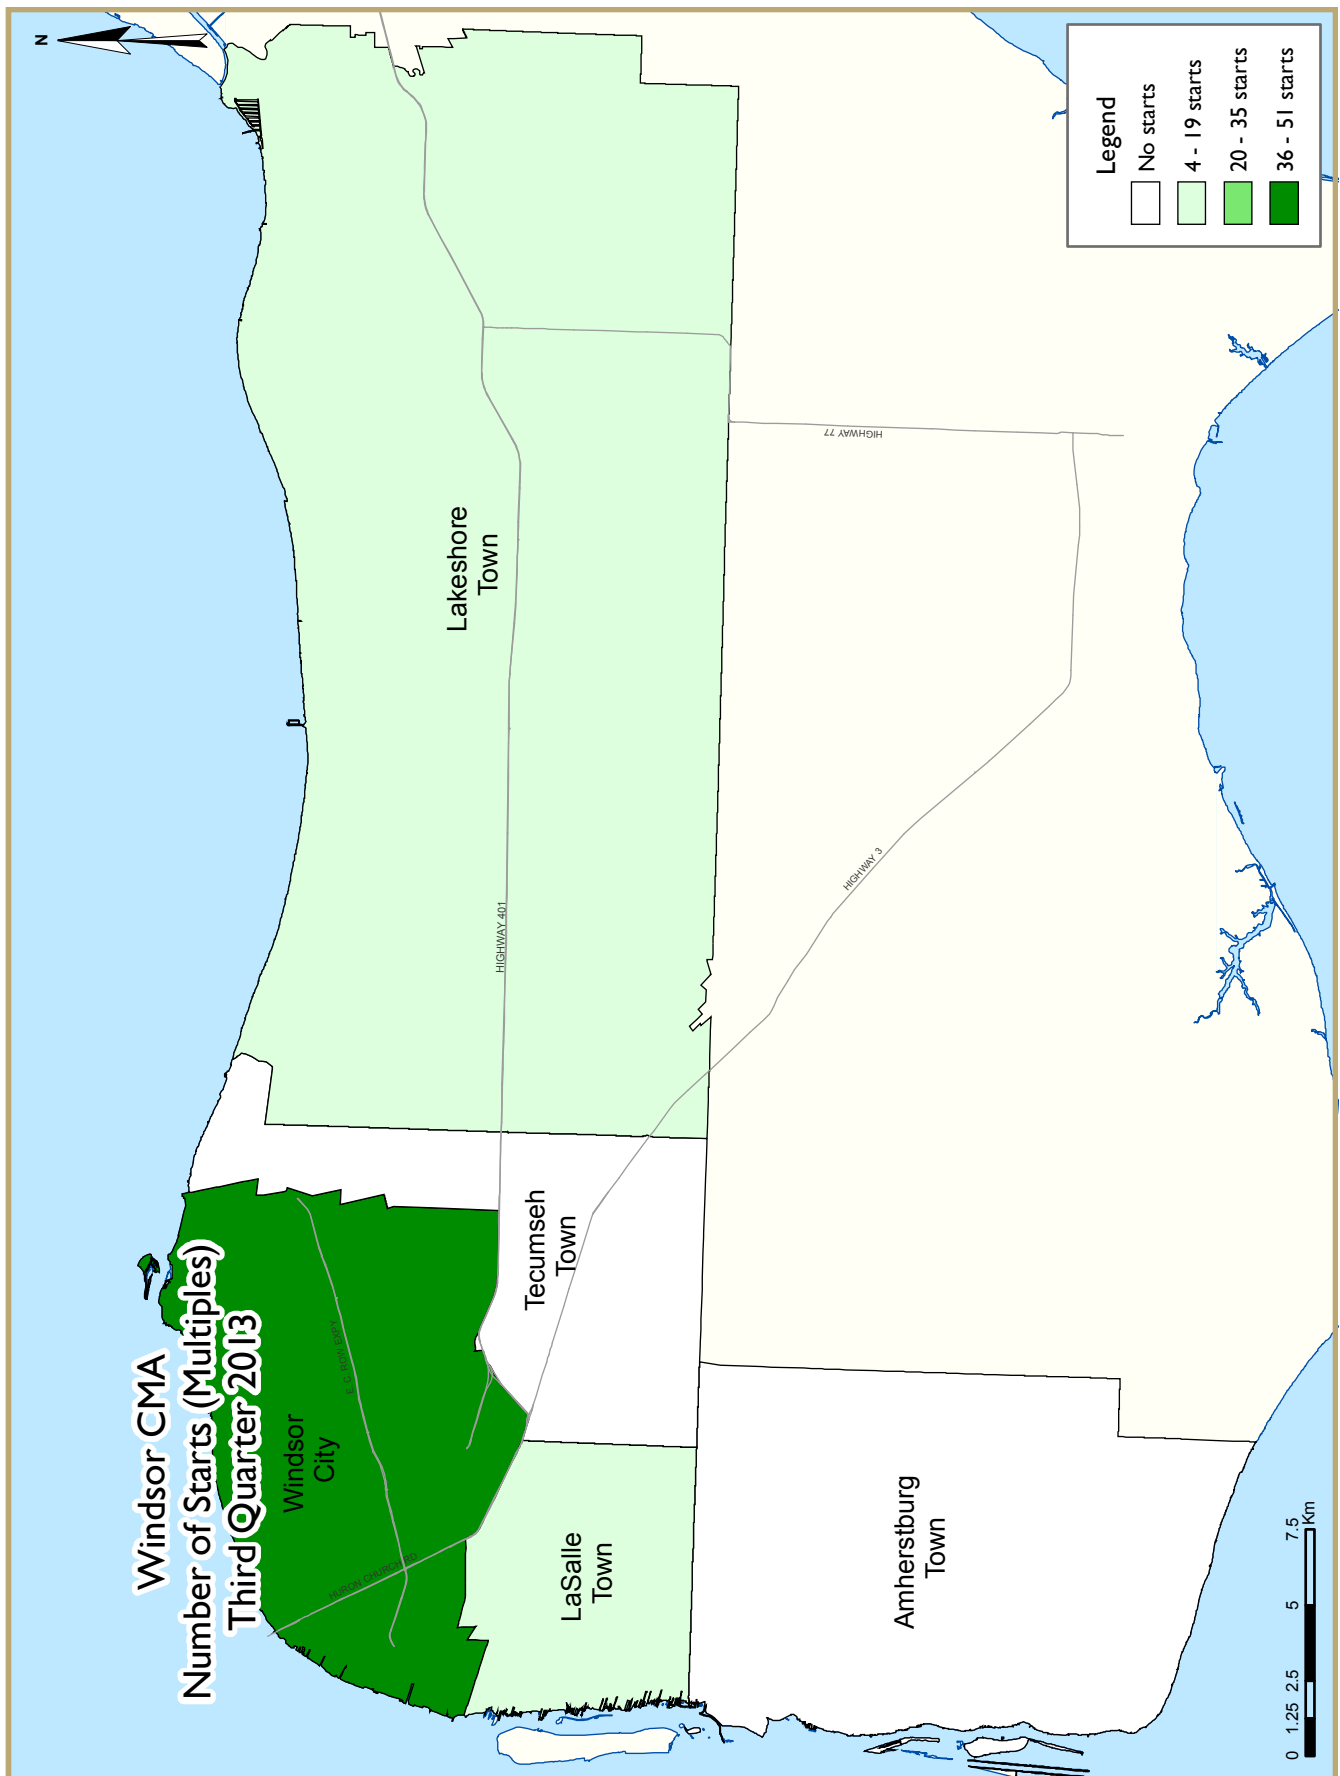 Windsor CMA
Number of Starts (Multiples)
Third Quarter 2013
N
Windsor
City
E. C. ROW EXPY
HURON CHURCH RD
Tecumseh
Town
Lakeshore
Town
HIGHWAY 401
HIGHWAY 77
HIGHWAY 3
LaSalle
Town
Amherstburg
Town
Legend
No starts
4 - 19 starts
20 - 35 starts
36 - 51 starts
0 1.25 2.5 5 7.5
Km